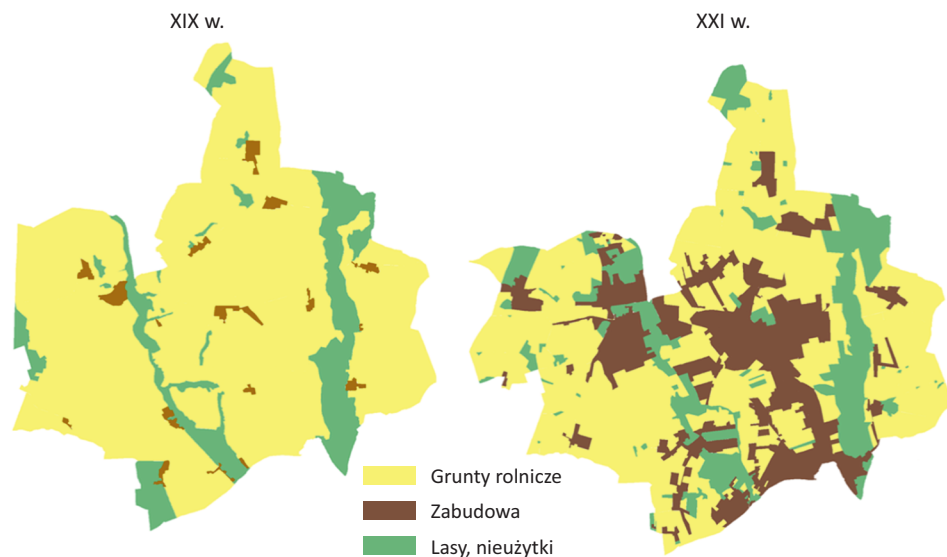 XIX w.
XXI w.
Grunty rolnicze
Zabudowa
Lasy, nieużytki